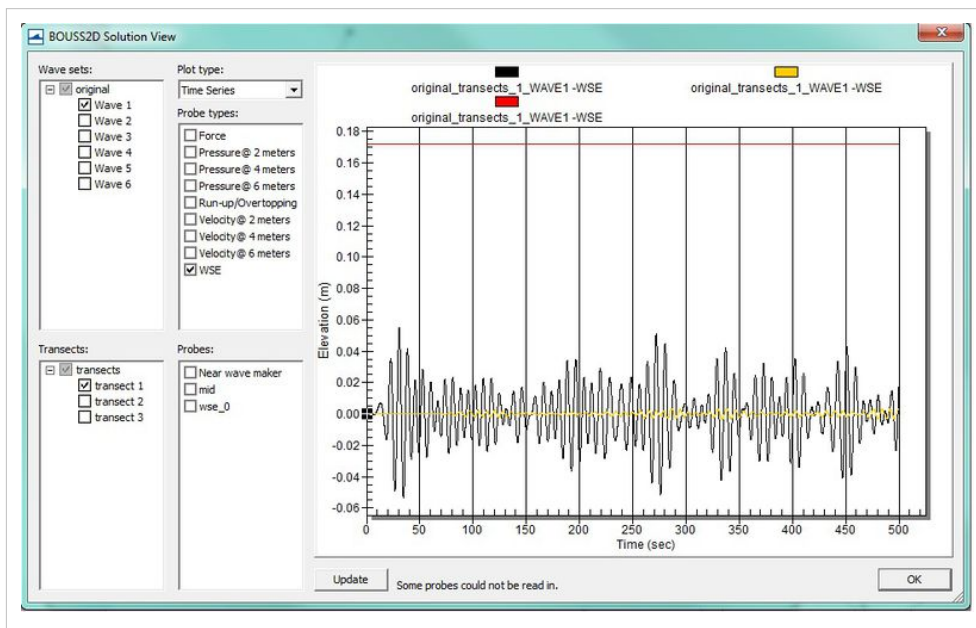 BOUSS2D Solution View
Wave sets:
original
Wave 1
Wave 2
Wave 3
Wave 4
Wave 5
Wave 6
Plot type:
Time Series
Probe types:
Force
Pressure@ 2 meters
Pressure@ 4 meters
Pressure@ 6 meters
Run-up/Overtopping
Velocity@ 2 meters
Velocity@ 4 meters
Velocity@ 6 meters
WSE
Transects:
transects
transect 1
transect 2
transect 3
Probes:
Near wave maker
mid
wse_0
original_transects_1_WAVE1 -WSE
original_transects_1_WAVE1 -WSE
original_transects_1_WAVE1 -WSE
Elevation (m)
0.18
0.16
0.14
0.12
0.10
0.08
0.06
0.04
0.02
0.00
-0.02
-0.04
-0.06
0 50 100 150 200 250 300 350 400 450 500
Time (sec)
Update
Some probes could not be read in.
OK